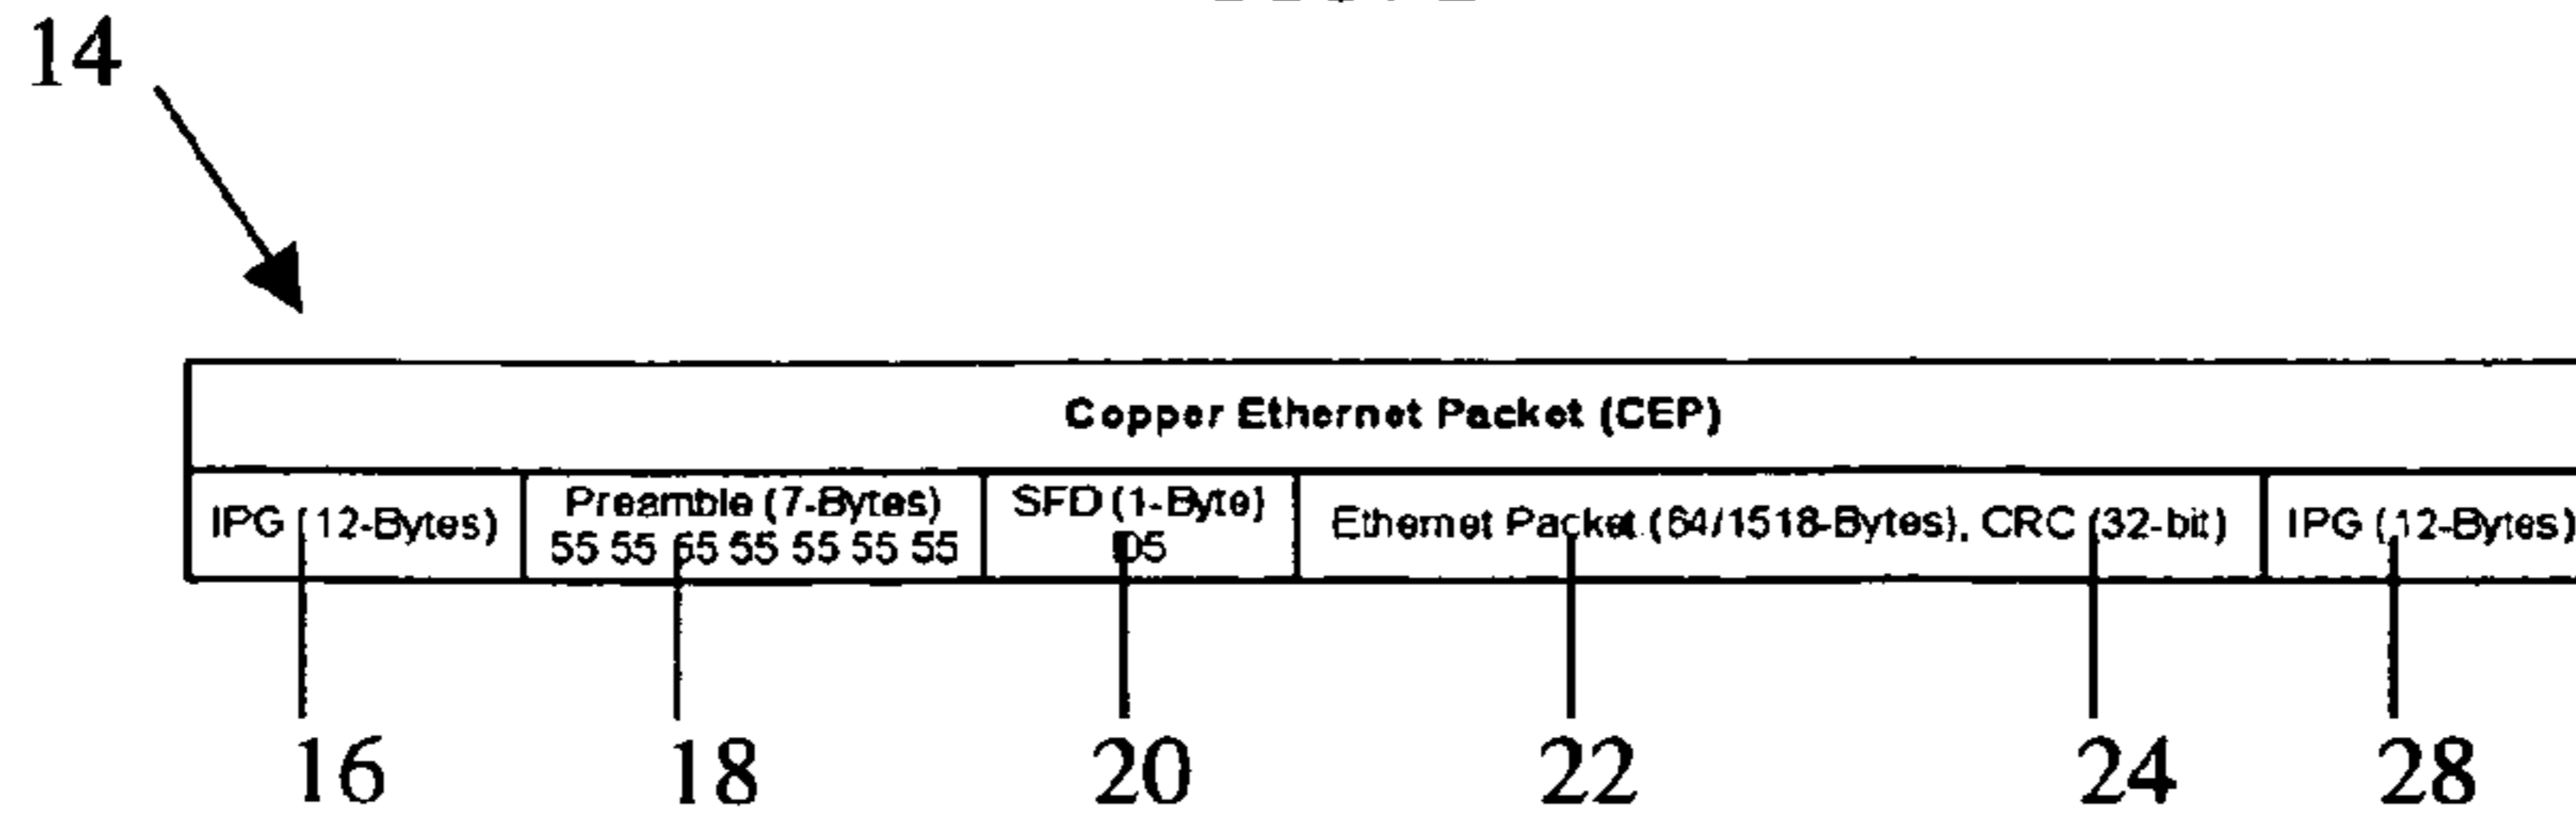 14
Copper Ethernet Packet (CEP)
IPG (12-Bytes)
Preamble (7-Bytes)
55 55 55 55 55 55 55
SFD (1-Byte)
D5
Ethernet Packet (64/1518-Bytes), CRC (32-bit)
IPG (12-Bytes)
16 18 20 22 24 28